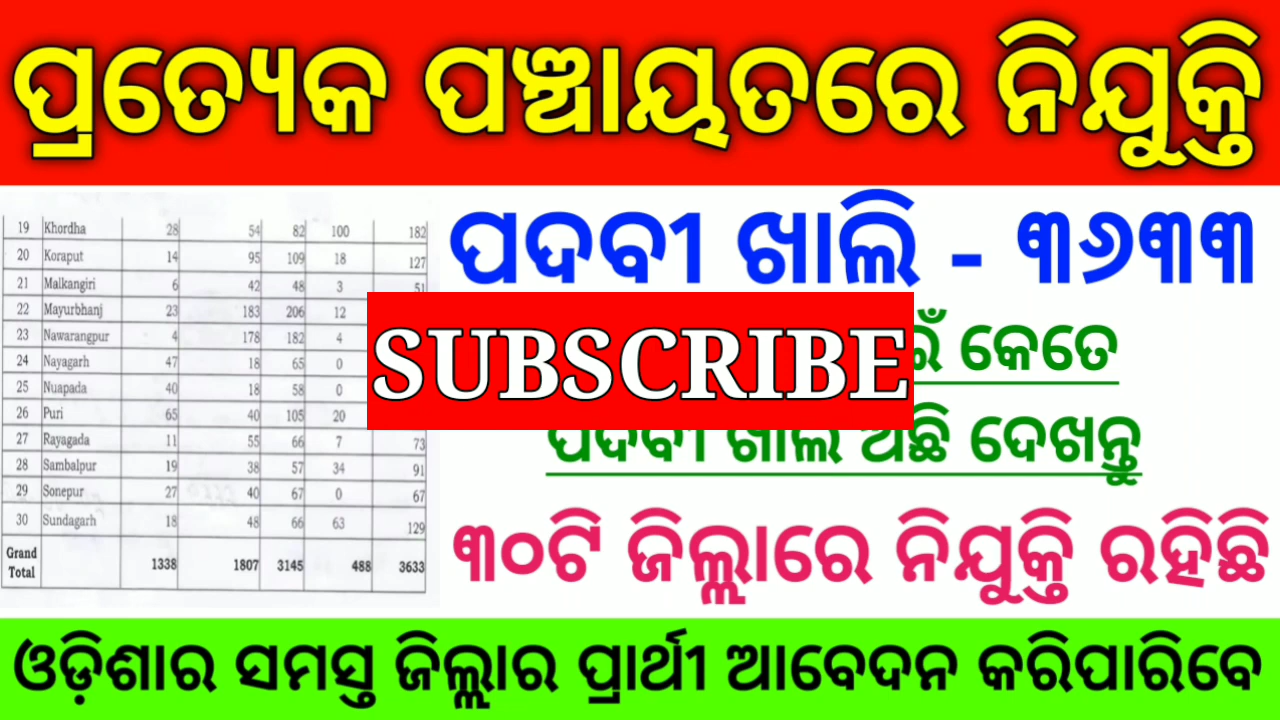 ପ୍ରତ୍ୟେକ ପଞ୍ଚାୟତରେ ନିଯୁକ୍ତି
19 Khordha 28 54 82 100 182
20 Koraput 14 95 109 18 127
21 Malkangiri 6 42 48 3 51
22 Mayurbhanj 23 183 206 12
23 Nawarangpur 4 178 182 4
24 Nayagarh 47 18 65 0
25 Nuapada 40 18 58 0
26 Puri 65 40 105 20
27 Rayagada 11 55 66 7 73
28 Sambalpur 19 38 57 34 91
29 Sonepur 27 40 67 0 67
30 Sundagarh 18 48 66 63 129
Grand Total 1338 1807 3145 488 3633
ପଦବୀ ଖାଲି - ୩୬୩୩
SUBSCRIBE
କେତେ
ପଦବୀ ଖାଲି ଅଛି ଦେଖନ୍ତୁ
୩୦ଟି ଜିଲ୍ଲାରେ ନିଯୁକ୍ତି ରହିଛି
ଓଡ଼ିଶାର ସମସ୍ତ ଜିଲ୍ଲାର ପ୍ରାର୍ଥୀ ଆବେଦନ କରିପାରିବେ